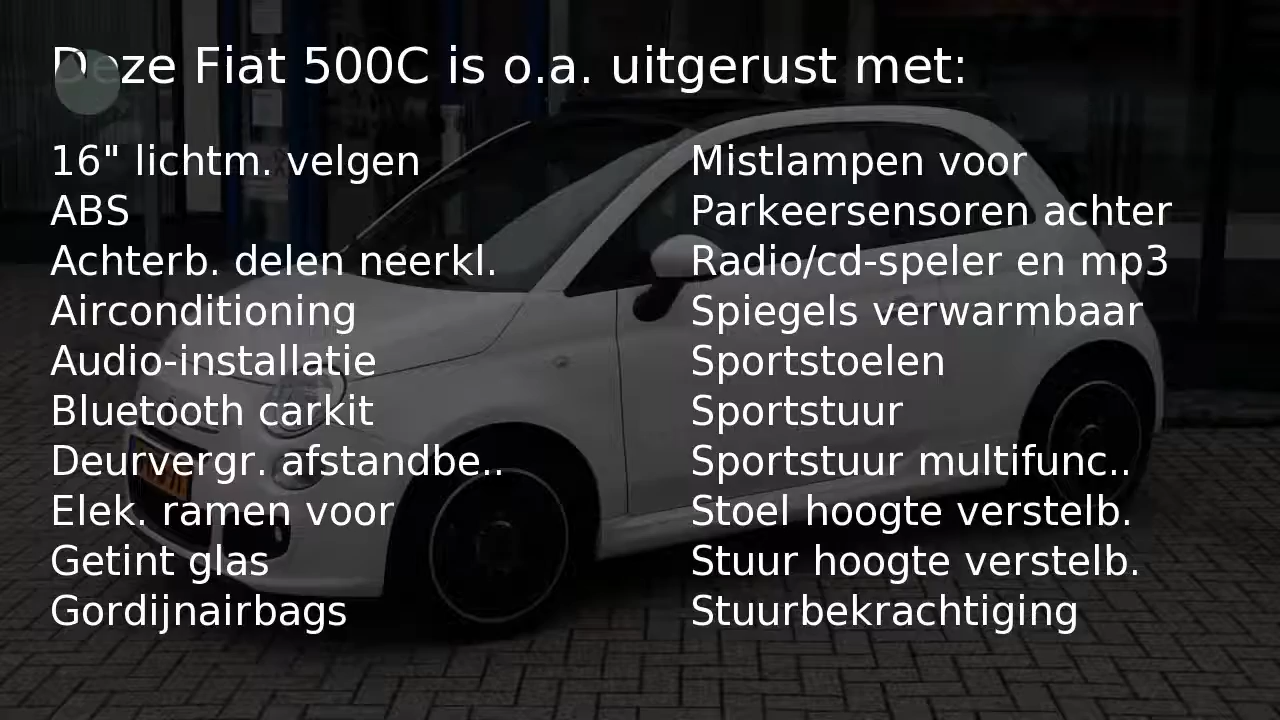 Deze Fiat 500C is o.a. uitgerust met:
16" lichtm. velgen
ABS
Achterb. delen neerkl.
Airconditioning
Audio-installatie
Bluetooth carkit
Deurvergr. afstandbe..
Elek. ramen voor
Getint glas
Gordijnairbags
Mistlampen voor
Parkeersensoren achter
Radio/cd-speler en mp3
Spiegels verwarmbaar
Sportstoelen
Sportstuur
Sportstuur multifunc..
Stoel hoogte verstelb.
Stuur hoogte verstelb.
Stuurbekrachtiging